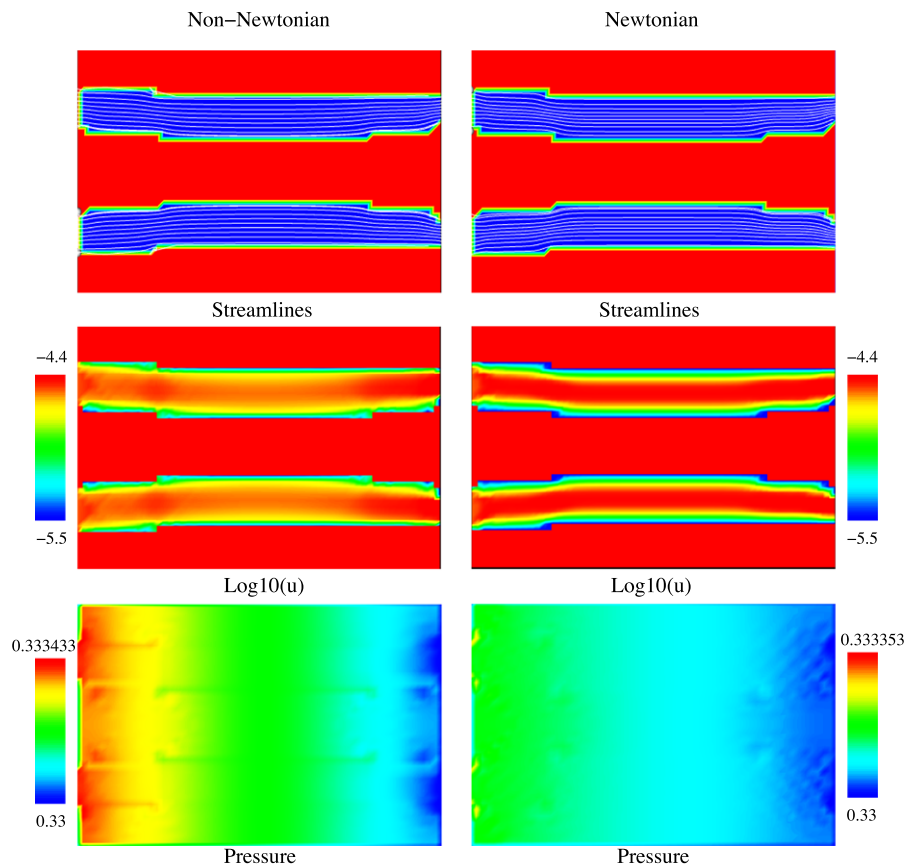 Non−Newtonian
Newtonian
Streamlines
Streamlines
−4.4
−5.5
−4.4
−5.5
Log10(u)
Log10(u)
0.333433
0.33
0.333353
0.33
Pressure
Pressure